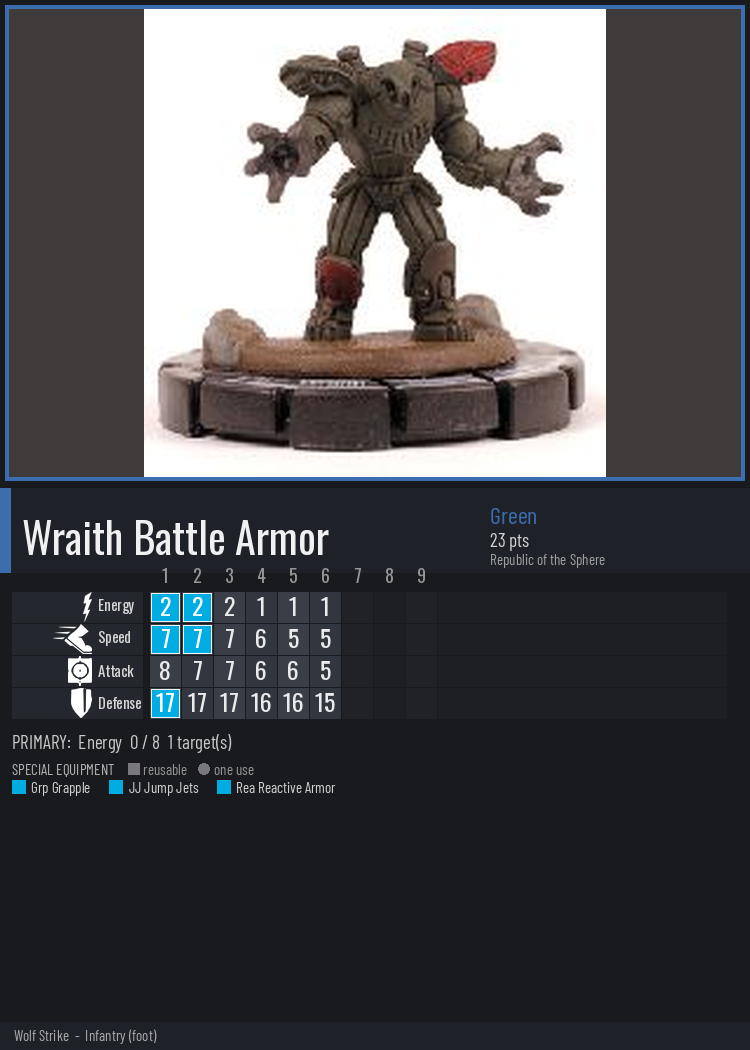 Wraith Battle Armor
Green
23 pts
Republic of the Sphere
1 2 3 4 5 6 7 8 9
Energy 2 2 2 1 1 1
Speed 7 7 7 6 5 5
Attack 8 7 7 6 6 5
Defense 17 17 17 16 16 15
PRIMARY: Energy 0 / 8 1 target(s)
SPECIAL EQUIPMENT reusable one use
Grp Grapple JJ Jump Jets Rea Reactive Armor
Wolf Strike - Infantry (foot)